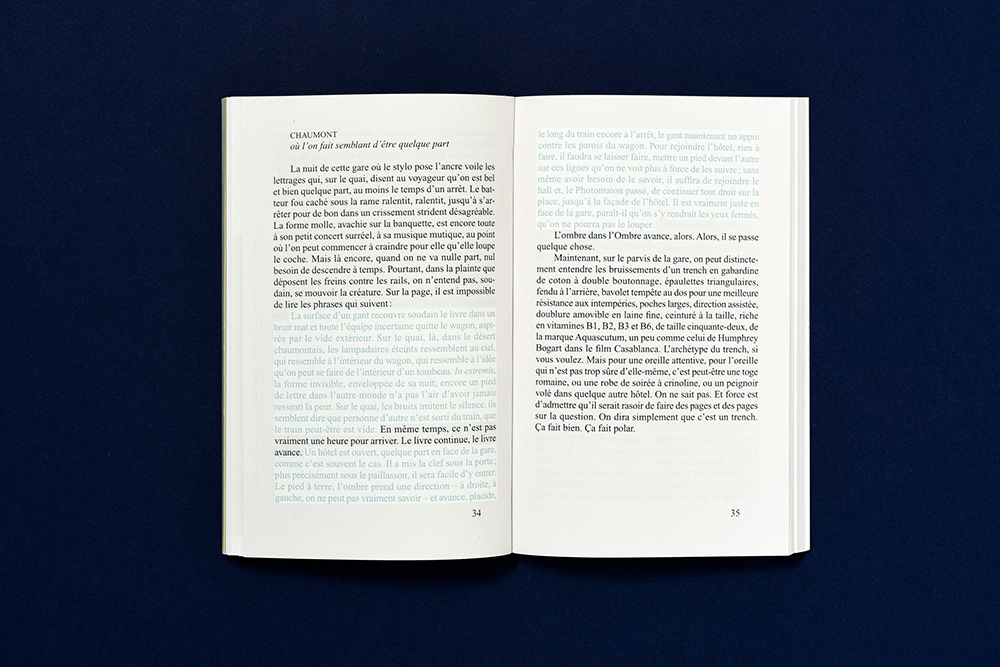 CHAUMONT
où l’on fait semblant d’être quelque part
La nuit de cette gare où le stylo pose l’ancre voile les
lettrages qui, sur le quai, disent au voyageur qu’on est bel
et bien quelque part, au moins le temps d’un arrêt. Le bat-
teur fou caché sous la rame ralentit, ralentit, jusqu’à s’ar-
rêter pour de bon dans un crissement strident désagréable.
La forme molle, avachie sur la banquette, est encore toute
à son petit concert surréel, à sa musique mutique, au point
où l’on peut commencer à craindre pour elle qu’elle loupe
le coche. Mais là encore, quand on ne va nulle part, nul
besoin de descendre à temps. Pourtant, dans la plainte que
déposent les freins contre les rails, on n’entend pas, sou-
dain, se mouvoir la créature. Sur la page, il est impossible
de lire les phrases qui suivent :
La surface d’un gant recouvre soudain le livre dans un
bruit mat et toute l’équipe incertaine quitte le wagon, aspi-
rée par le vide extérieur. Sur le quai, là, dans le désert
chaumontais, les lampadaires éteints ressemblent au ciel,
qui ressemble à l’intérieur du wagon, qui ressemble à l’idée
qu’on peut se faire de l’intérieur d’un tombeau. In extremis,
la forme invisible, enveloppée de sa nuit, encore un pied
de lettre dans l’autre monde n’a pas l’air d’avoir jamais
ressenti la peur. Sur le quai, les bruits imitent le silence, ils
semblent dire que personne d’autre n’est sorti du train, que
le train peut-être est vide. En même temps, ce n’est pas
vraiment une heure pour arriver. Le livre continue, le livre
avance. Un hôtel est ouvert, quelque part en face de la gare,
comme c’est souvent le cas. Il a mis la clef sous la porte ;
plus précisément sous le paillasson, il sera facile d’y entrer.
Le pied à terre, l’ombre prend une direction – à droite, à
gauche, on ne peut pas vraiment savoir – et avance, placide,
34
le long du train encore à l’arrêt, le gant maintenant un appui
contre les parois du wagon. Pour rejoindre l’hôtel, rien à
faire, il faudra se laisser faire, mettre un pied devant l’autre
sur ces lignes qu’on ne voit plus à force de les suivre ; sans
même avoir besoin de le savoir, il suffira de rejoindre le
hall et, le Photomaton passé, de continuer tout droit sur la
place, jusqu’à la façade de l’hôtel. Il est vraiment juste en
face de la gare, paraît-il qu’on s’y rendrait les yeux fermés,
qu’on ne pourra pas le louper.
L’ombre dans l’Ombre avance, alors. Alors, il se passe
quelque chose.
Maintenant, sur le parvis de la gare, on peut distincte-
ment entendre les bruissements d’un trench en gabardine
de coton à double boutonnage, épaulettes triangulaires,
fendu à l’arrière, bavolet tempête au dos pour une meilleure
résistance aux intempéries, poches larges, direction assistée,
doublure amovible en laine fine, ceinturé à la taille, riche
en vitamines B1, B2, B3 et B6, de taille cinquante-deux, de
la marque Aquascutum, un peu comme celui de Humphrey
Bogart dans le film Casablanca. L’archétype du trench, si
vous voulez. Mais pour une oreille attentive, pour l’oreille
qui n’est pas trop sûre d’elle-même, c’est peut-être une toge
romaine, ou une robe de soirée à crinoline, ou un peignoir
volé dans quelque autre hôtel. On ne sait pas. Et force est
d’admettre qu’il serait rasoir de faire des pages et des pages
sur la question. On dira simplement que c’est un trench.
Ça fait bien. Ça fait polar.
35